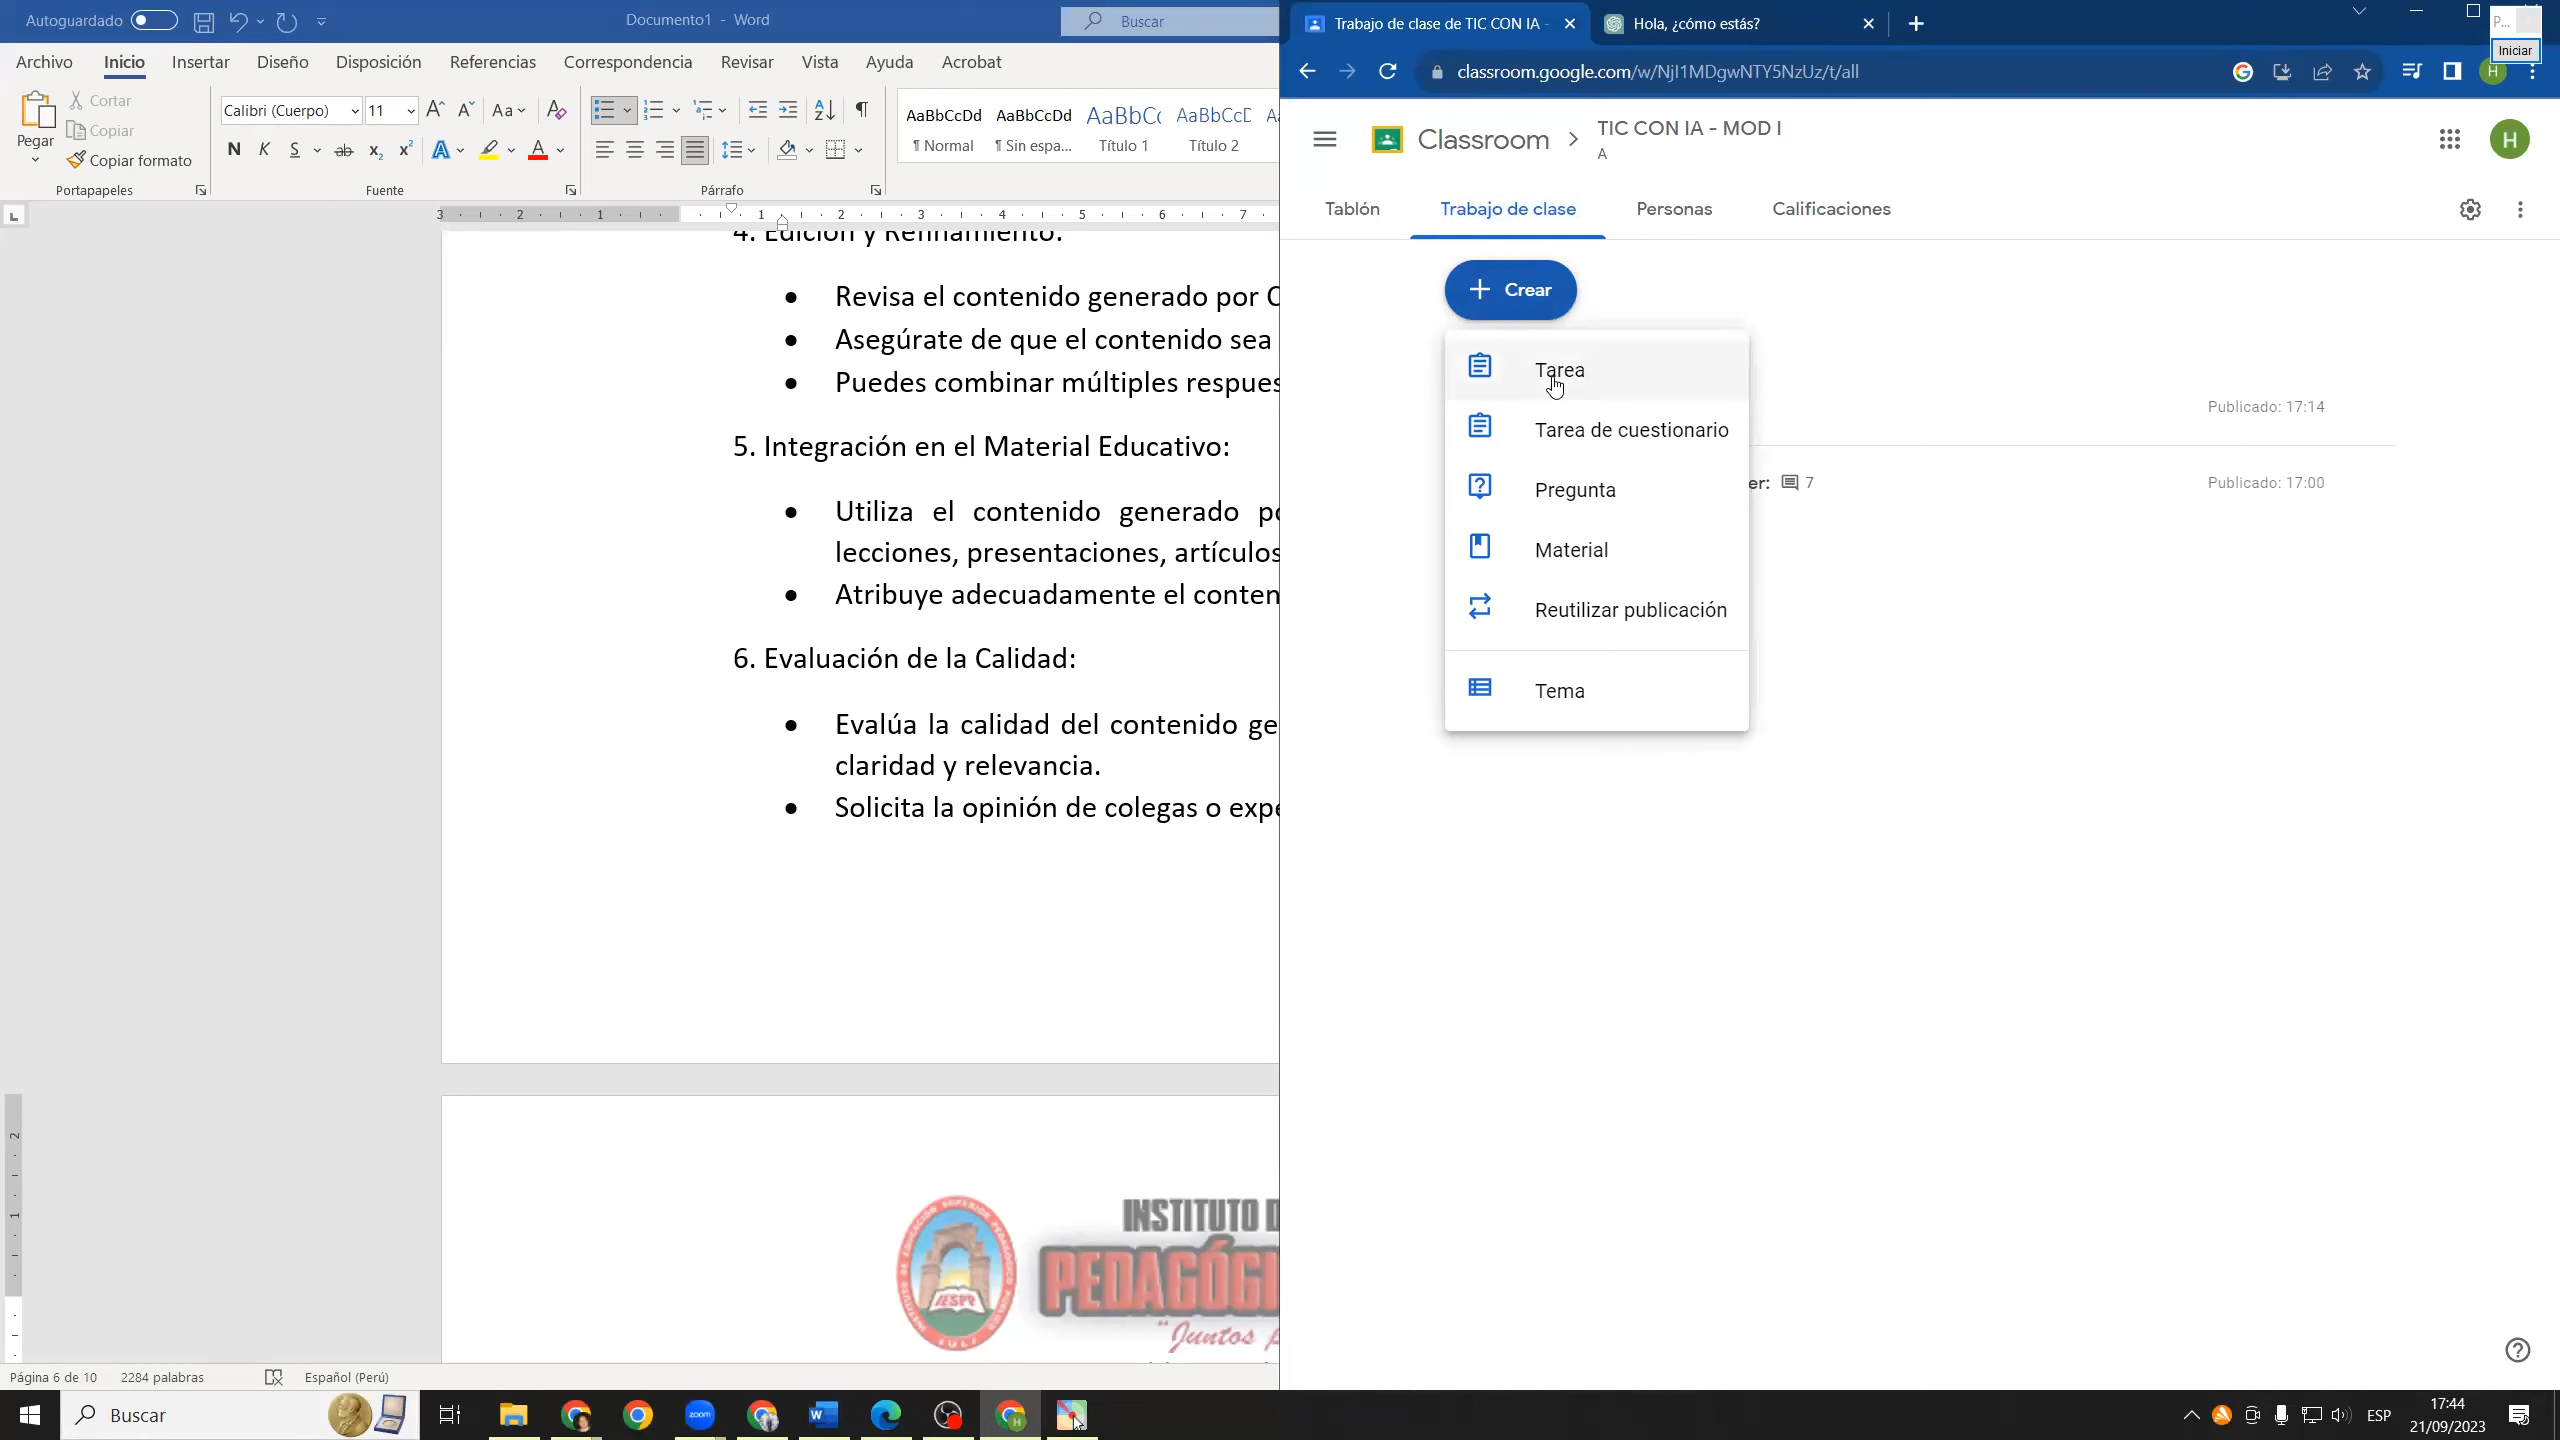 Autoguardado
Documento1 - Word
Buscar
Archivo Inicio Insertar Diseño Disposición Referencias Correspondencia Revisar Vista Ayuda Acrobat
Pegar
Cortar
Copiar
Copiar formato
Portapapeles
Calibri (Cuerpo) 11
Fuente
Párrafo
AaBbCcDd AaBbCcDd AaBbCc AaBbCcD
¶ Normal ¶ Sin espa... Título 1 Título 2
4. Edición y Refinamiento:
• Revisa el contenido generado por
• Asegúrate de que el contenido sea
• Puedes combinar múltiples
5. Integración en el Material Educativo:
• Utiliza el contenido generado
lecciones, presentaciones, artículos
• Atribuye adecuadamente el
6. Evaluación de la Calidad:
• Evalúa la calidad del contenido
claridad y relevancia.
• Solicita la opinión de colegas o
INSTITUTO
"Juntos
IESPP
Página 6 de 10 2284 palabras Español (Perú)
Trabajo de clase de TIC CON IA -
Hola, ¿cómo estás?
P...
Iniciar
classroom.google.com/w/NjI1MDgwNTY5NzUz/t/all
H
Classroom
TIC CON IA - MOD I
A
H
Tablón Trabajo de clase Personas Calificaciones
Crear
Tarea
Tarea de cuestionario
Pregunta
Material
Reutilizar publicación
Tema
Publicado: 17:14
er: 7
Publicado: 17:00
Buscar
zoom
ESP
17:44
21/09/2023